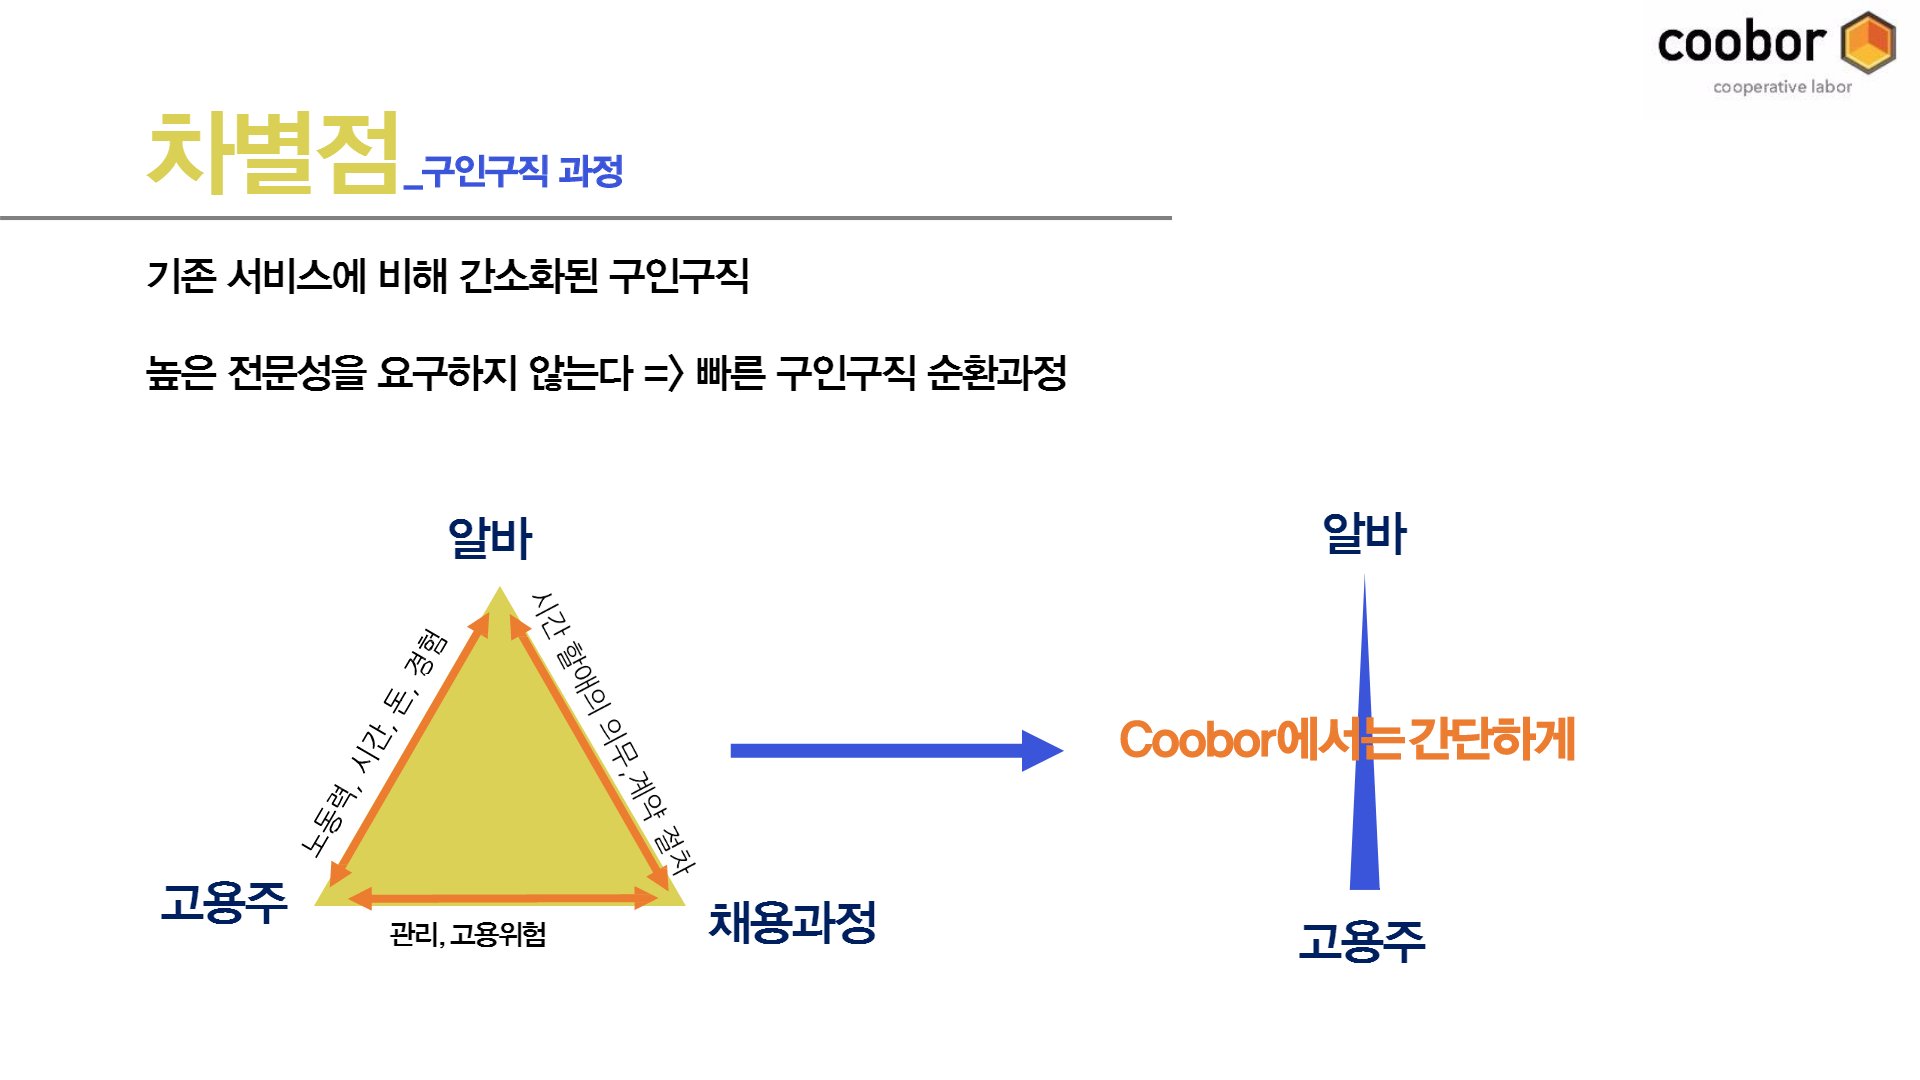 coobor
cooperative labor
차별점_구인구직 과정
기존 서비스에 비해 간소화된 구인구직
높은 전문성을 요구하지 않는다 => 빠른 구인구직 순환과정
알바
노동력, 시간, 돈, 경험
시간 할애의 의무,계약 절차
고용주
관리, 고용위험
채용과정
알바
Coobor에서는 간단하게
고용주